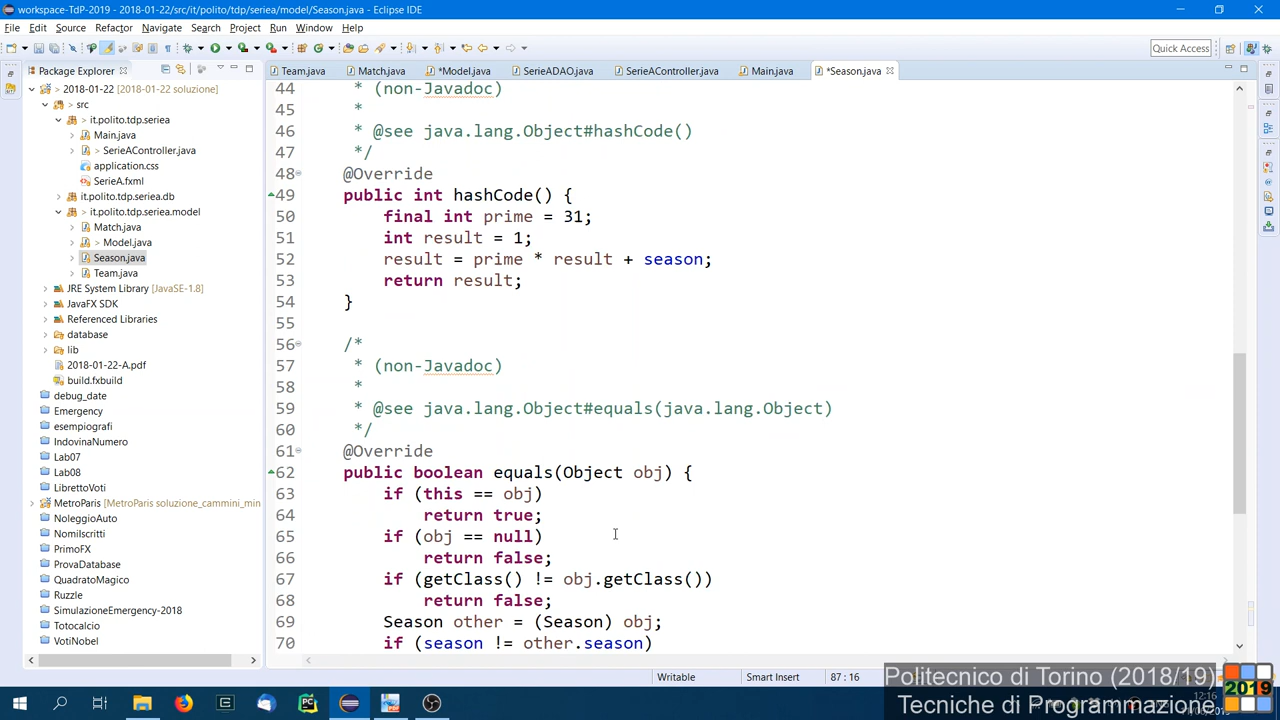 workspace-TdP-2019 - 2018-01-22/src/it/polito/tdp/seriea/model/Season.java - Eclipse IDE
File Edit Source Refactor Navigate Search Project Run Window Help
Quick Access
Package Explorer
Team.java Match.java *Model.java SerieADAO.java SerieAController.java Main.java *Season.java
2018-01-22 [2018-01-22 soluzione]
src
it.polito.tdp.seriea
Main.java
> SerieAController.java
application.css
SerieA.fxml
it.polito.tdp.seriea.db
it.polito.tdp.seriea.model
Match.java
> Model.java
Season.java
Team.java
JRE System Library [JavaSE-1.8]
JavaFX SDK
Referenced Libraries
database
lib
2018-01-22-A.pdf
build.fxbuild
debug_date
Emergency
esempiografi
IndovinaNumero
Lab07
Lab08
LibrettoVoti
MetroParis [MetroParis soluzione_cammini_min
NoleggioAuto
NomiIscritti
PrimoFX
ProvaDatabase
QuadratoMagico
Ruzzle
SimulazioneEmergency-2018
Totocalcio
VotiNobel
44 * (non-Javadoc)
45 *
46 * @see java.lang.Object#hashCode()
47 */
48 @Override
49 public int hashCode() {
50 final int prime = 31;
51 int result = 1;
52 result = prime * result + season;
53 return result;
54 }
55
56 /*
57 * (non-Javadoc)
58 *
59 * @see java.lang.Object#equals(java.lang.Object)
60 */
61 @Override
62 public boolean equals(Object obj) {
63 if (this == obj)
64 return true;
65 if (obj == null)
66 return false;
67 if (getClass() != obj.getClass())
68 return false;
69 Season other = (Season) obj;
70 if (season != other.season)
Writable Smart Insert 87 : 16
Politecnico di Torino (2018/19)
Tecniche di Programmazione
2019
12:16